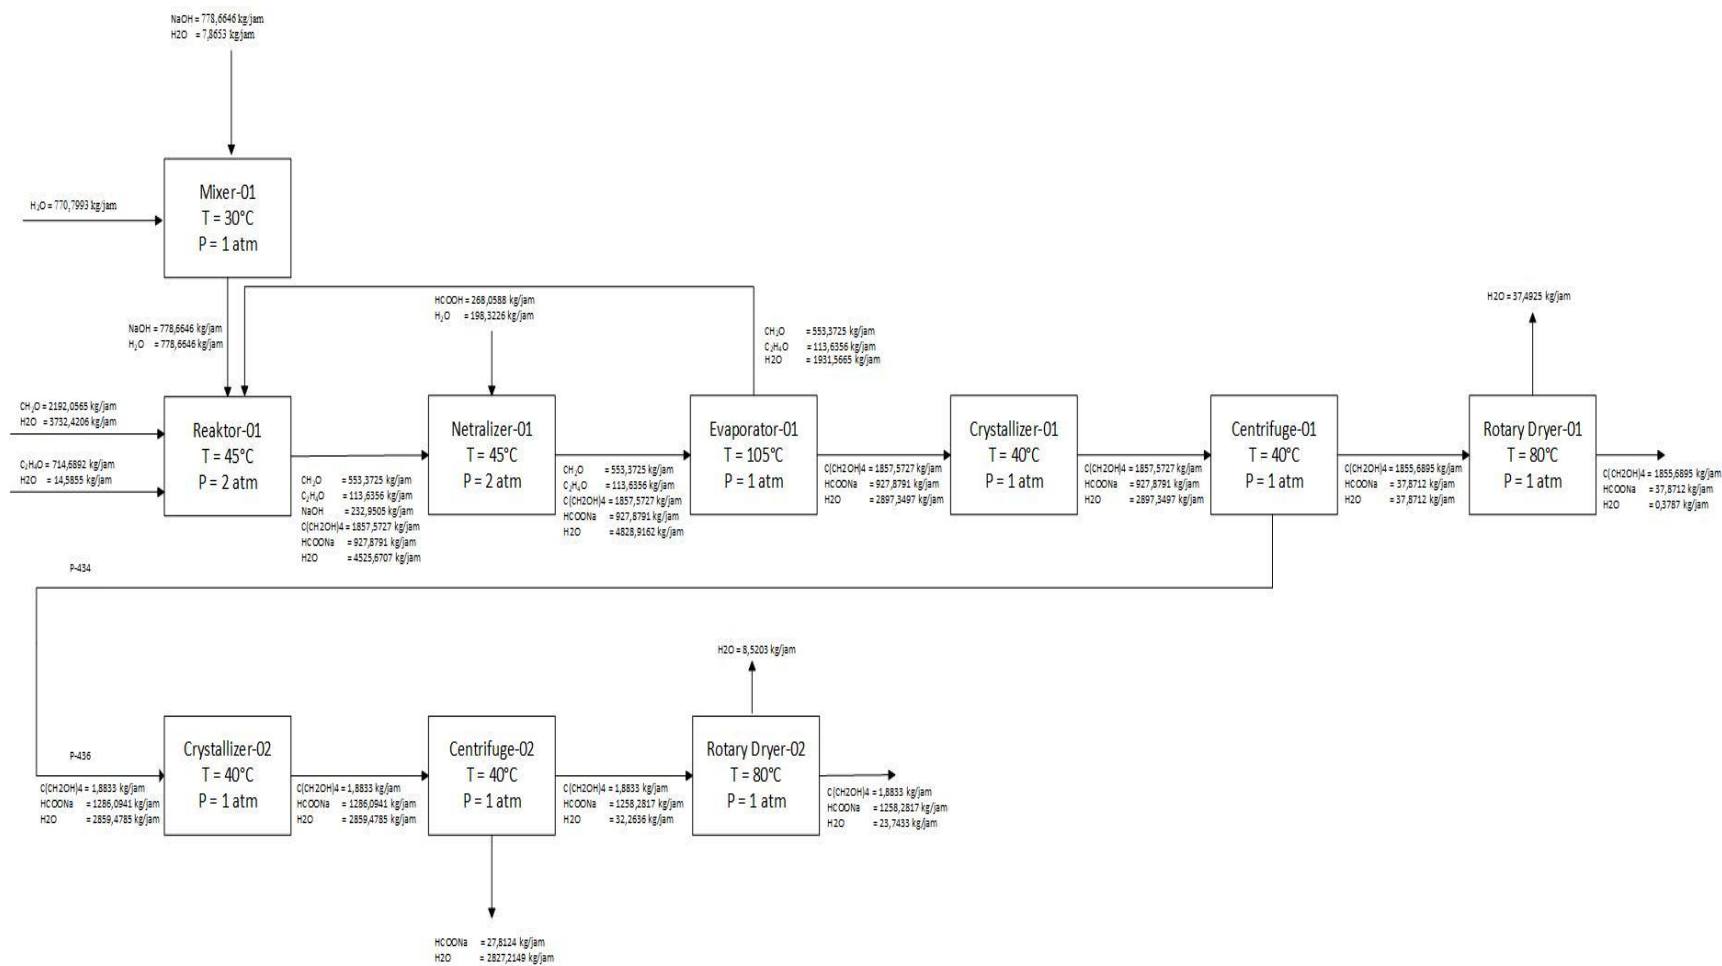 NaOH = 778,6646 kg/jam
H2O = 7,8653 kg/jam
Mixer-01
T = 30°C
P = 1 atm
H₂O = 770,7993 kg/jam
NaOH = 778,6646 kg/jam
H₂O = 778,6646 kg/jam
HCOOH = 268,0588 kg/jam
H₂O = 198,3226 kg/jam
CH₂O = 553,3725 kg/jam
C₂H₄O = 113,6356 kg/jam
H2O = 1931,5665 kg/jam
H2O = 37,4925 kg/jam
CH₂O = 2192,0565 kg/jam
H2O = 3732,4206 kg/jam
C₂H₄O = 714,6892 kg/jam
H2O = 14,5855 kg/jam
Reaktor-01
T = 45°C
P = 2 atm
CH₂O = 553,3725 kg/jam
C₂H₄O = 113,6356 kg/jam
NaOH = 232,9505 kg/jam
C(CH2OH)4 = 1857,5727 kg/jam
HCOONa = 927,8791 kg/jam
H2O = 4525,6707 kg/jam
Netralizer-01
T = 45°C
P = 2 atm
CH₂O = 553,3725 kg/jam
C₂H₄O = 113,6356 kg/jam
C(CH2OH)4 = 1857,5727 kg/jam
HCOONa = 927,8791 kg/jam
H2O = 4828,9162 kg/jam
Evaporator-01
T = 105°C
P = 1 atm
C(CH2OH)4 = 1857,5727 kg/jam
HCOONa = 927,8791 kg/jam
H2O = 2897,3497 kg/jam
Crystallizer-01
T = 40°C
P = 1 atm
C(CH2OH)4 = 1857,5727 kg/jam
HCOONa = 927,8791 kg/jam
H2O = 2897,3497 kg/jam
Centrifuge-01
T = 40°C
P = 1 atm
C(CH2OH)4 = 1855,6895 kg/jam
HCOONa = 37,8712 kg/jam
H2O = 37,8712 kg/jam
Rotary Dryer-01
T = 80°C
P = 1 atm
C(CH2OH)4 = 1855,6895 kg/jam
HCOONa = 37,8712 kg/jam
H2O = 0,3787 kg/jam
P-434
P-436
C(CH2OH)4 = 1,8833 kg/jam
HCOONa = 1286,0941 kg/jam
H2O = 2859,4785 kg/jam
Crystallizer-02
T = 40°C
P = 1 atm
C(CH2OH)4 = 1,8833 kg/jam
HCOONa = 1286,0941 kg/jam
H2O = 2859,4785 kg/jam
Centrifuge-02
T = 40°C
P = 1 atm
C(CH2OH)4 = 1,8833 kg/jam
HCOONa = 1258,2817 kg/jam
H2O = 32,2636 kg/jam
H2O = 8,5203 kg/jam
Rotary Dryer-02
T = 80°C
P = 1 atm
C(CH2OH)4 = 1,8833 kg/jam
HCOONa = 1258,2817 kg/jam
H2O = 23,7433 kg/jam
HCOONa = 27,8124 kg/jam
H2O = 2827,2149 kg/jam